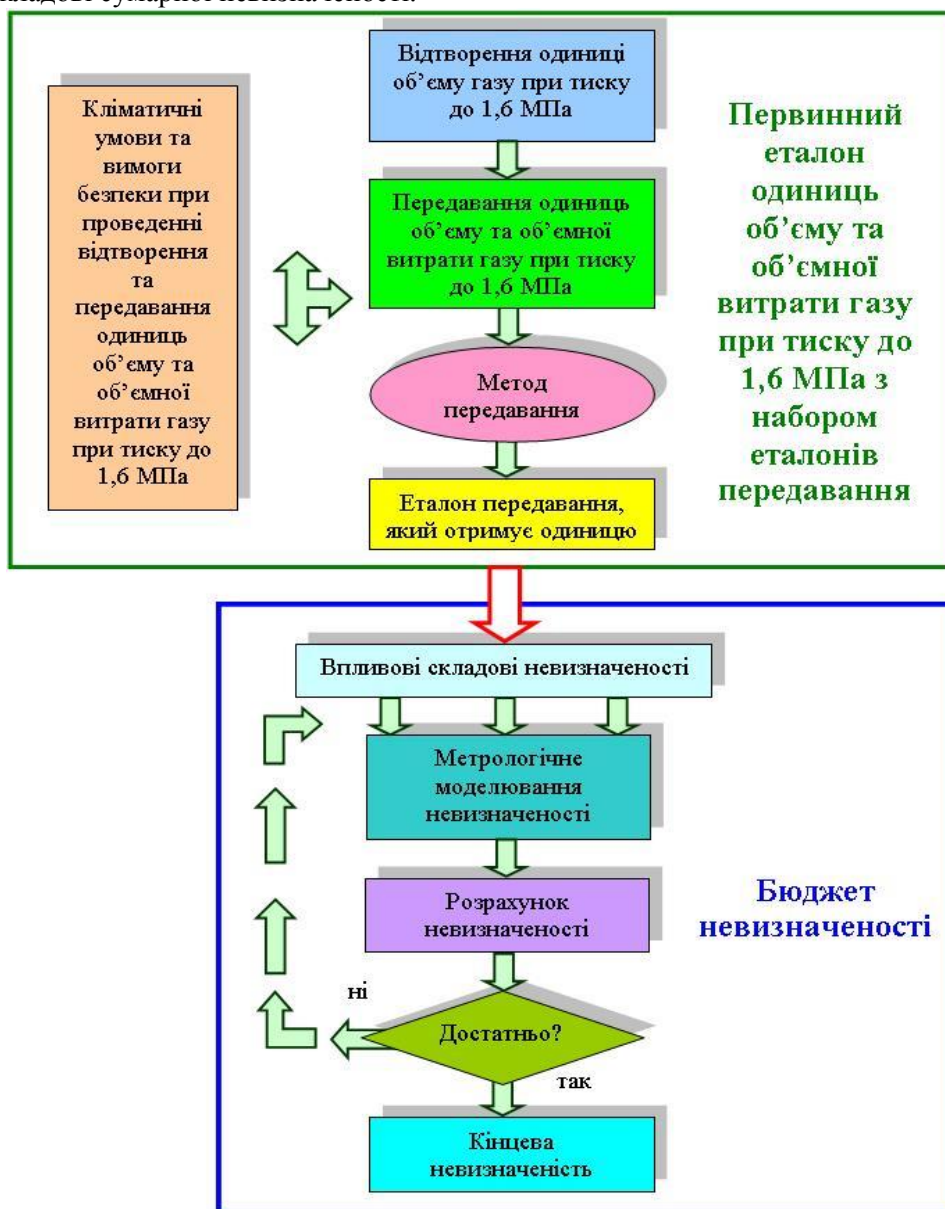 складові сумарної невизначеності.
Відтворення одиниці
об’єму газу при тиску
до 1,6 МПа
Кліматичні
умови та
вимоги
безпеки при
проведенні
відтворення
та
передавання
одиниць
об’єму та
об’ємної
витрати газу
при тиску до
1,6 МПа
Передавання одиниць
об’єму та об’ємної
витрати газу при тиску
до 1,6 МПа
Метод
передавання
Еталон передавання,
який отримує одиницю
Первинний
еталон
одиниць
об’єму та
об’ємної
витрати газу
при тиску до
1,6 МПа з
набором
еталонів
передавання
Впливові складові невизначеності
Метрологічне
моделювання
невизначеності
Розрахунок
невизначеності
Бюджет
невизначеності
ні
Достатньо?
так
Кінцева
невизначеність